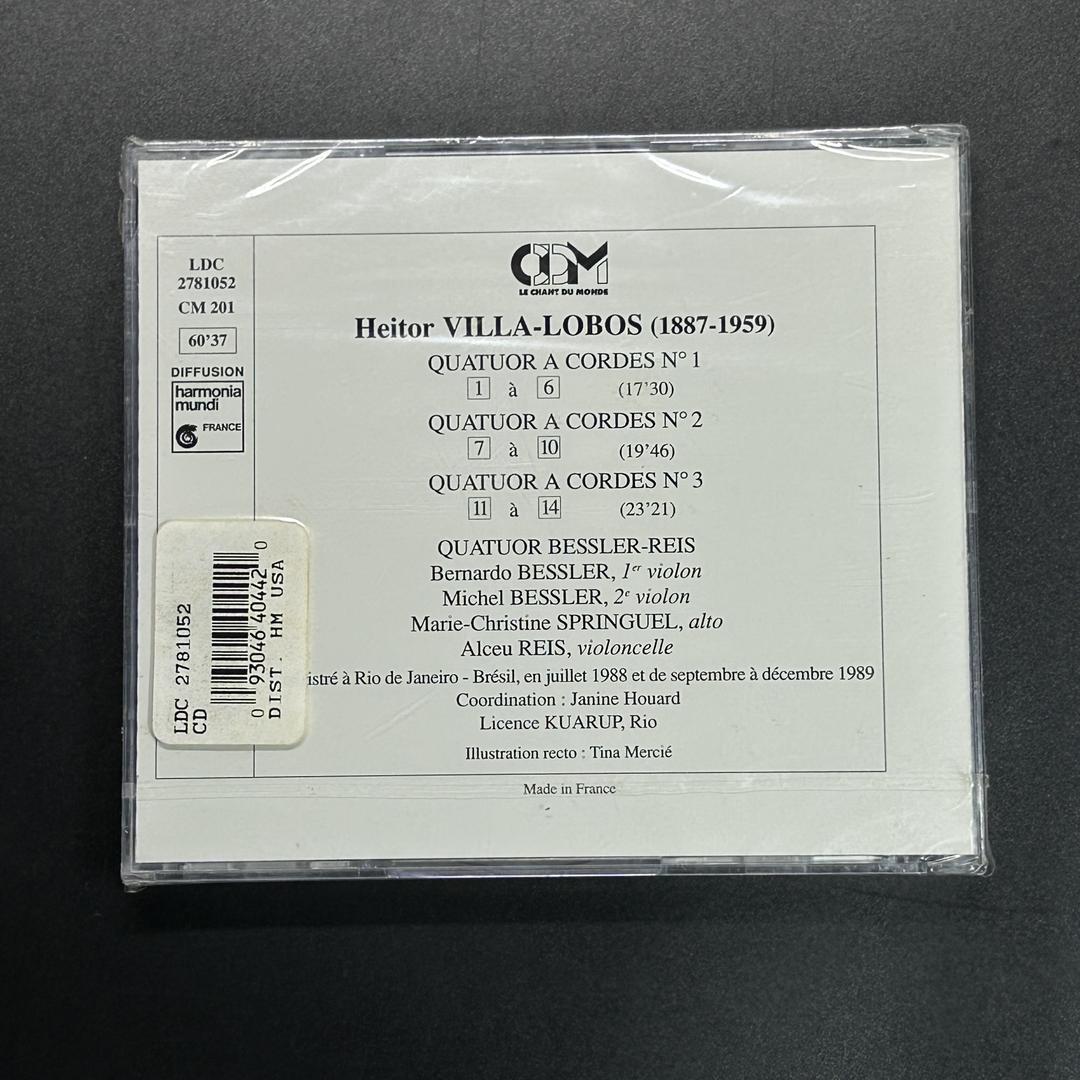 LDC
2781052
CM 201
60'37
DIFFUSION
harmonia
mundi
FRANCE
CDM
LE CHANT DU MONDE
Heitor VILLA-LOBOS (1887-1959)
QUATUOR A CORDES N° 1
1 à 6 (17'30)
QUATUOR A CORDES N° 2
7 à 10 (19'46)
QUATUOR A CORDES N° 3
11 à 14 (23'21)
QUATUOR BESSLER-REIS
Bernardo BESSLER, 1er violon
Michel BESSLER, 2e violon
Marie-Christine SPRINGUEL, alto
Alceu REIS, violoncelle
istré à Rio de Janeiro - Brésil, en juillet 1988 et de septembre à décembre 1989
Coordination : Janine Houard
Licence KUARUP, Rio
Illustration recto : Tina Mercié
Made in France
LDC 2781052
CD
0 93046 40442 0
DIST. HM USA